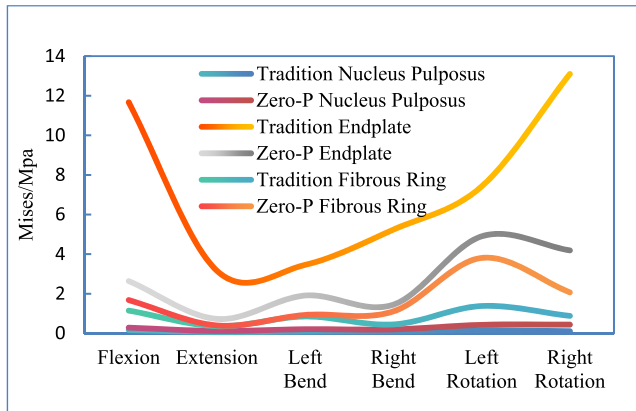 14
12
10
8
6
4
2
0
Mises/Mpa
Tradition Nucleus Pulposus
Zero-P Nucleus Pulposus
Tradition Endplate
Zero-P Endplate
Tradition Fibrous Ring
Zero-P Fibrous Ring
Flexion
Extension
Left
Bend
Right
Bend
Left
Rotation
Right
Rotation